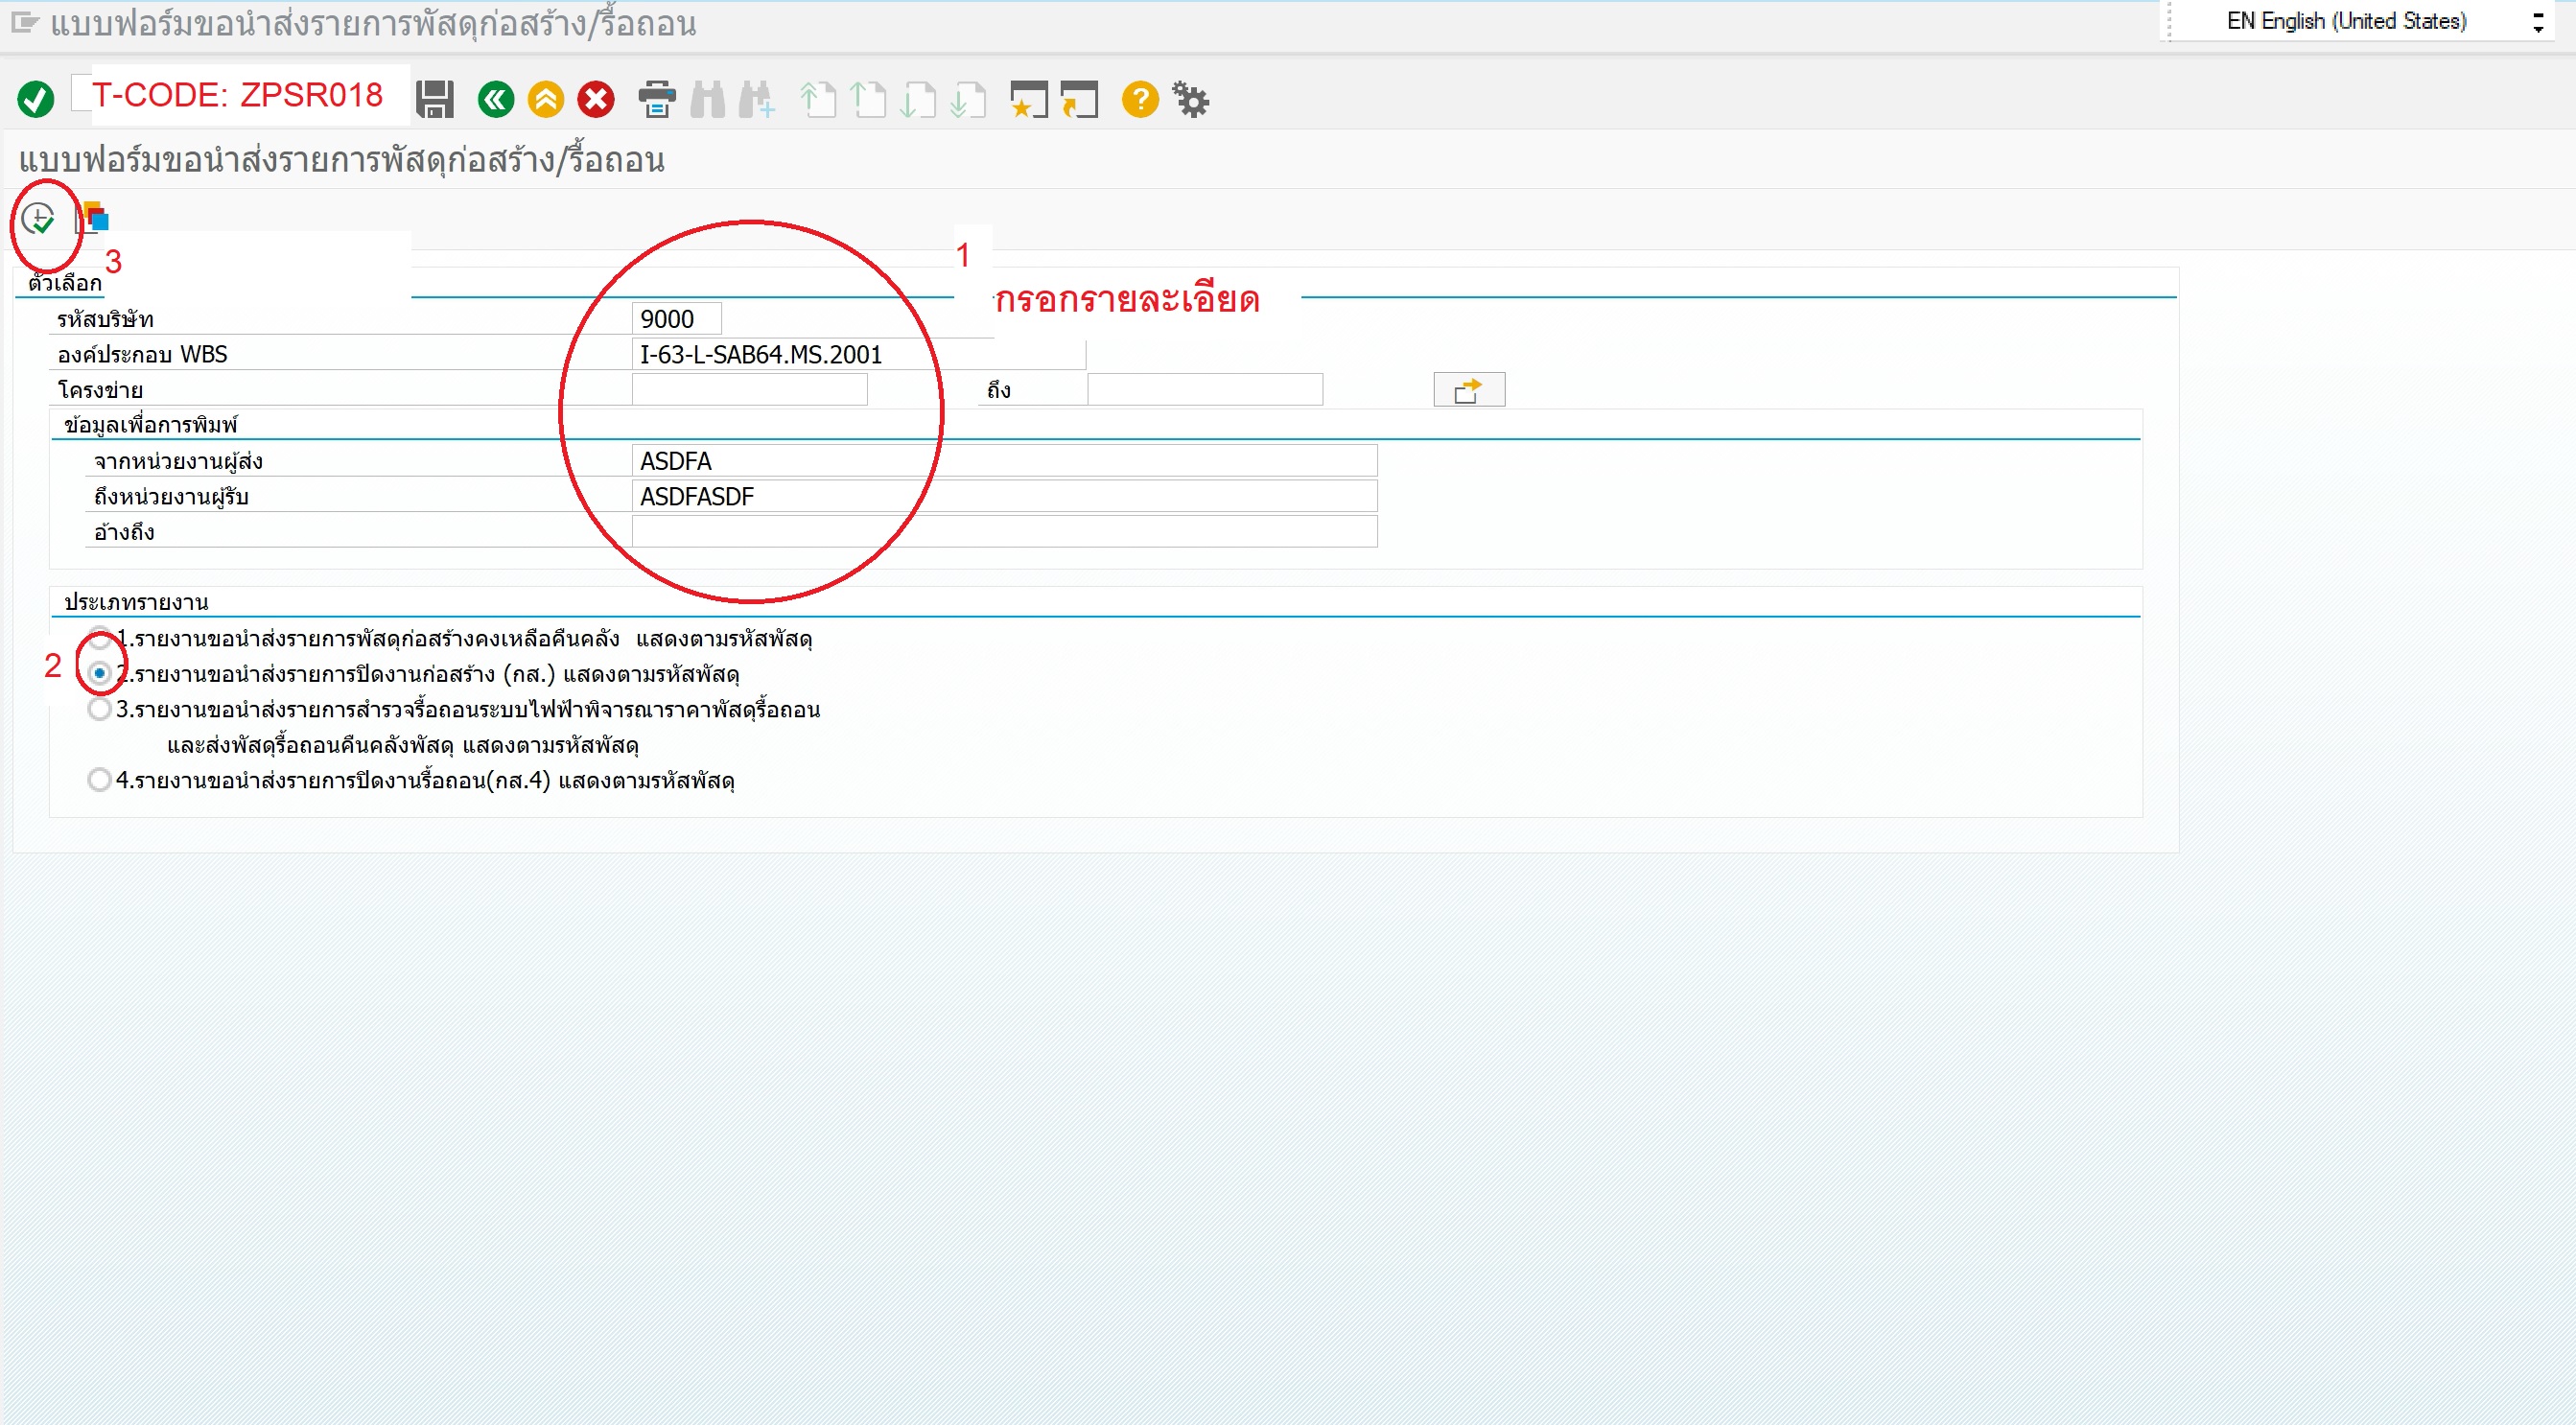 แบบฟอร์มขอนำส่งรายการพัสดุก่อสร้าง/รื้อถอน
EN English (United States)
T-CODE: ZPSR018
แบบฟอร์มขอนำส่งรายการพัสดุก่อสร้าง/รื้อถอน
3
1
ตัวเลือก
กรอกรายละเอียด
รหัสบริษัท 9000
องค์ประกอบ WBS I-63-L-SAB64.MS.2001
โครงข่าย ถึง
ข้อมูลเพื่อการพิมพ์
จากหน่วยงานผู้ส่ง ASDFA
ถึงหน่วยงานผู้รับ ASDFASDF
อ้างถึง
ประเภทรายงาน
1.รายงานขอนำส่งรายการพัสดุก่อสร้างคงเหลือคืนคลัง แสดงตามรหัสพัสดุ
2 2.รายงานขอนำส่งรายการปิดงานก่อสร้าง (กส.) แสดงตามรหัสพัสดุ
3.รายงานขอนำส่งรายการสำรวจรื้อถอนระบบไฟฟ้าพิจารณาราคาพัสดุรื้อถอน
และส่งพัสดุรื้อถอนคืนคลังพัสดุ แสดงตามรหัสพัสดุ
4.รายงานขอนำส่งรายการปิดงานรื้อถอน(กส.4) แสดงตามรหัสพัสดุ